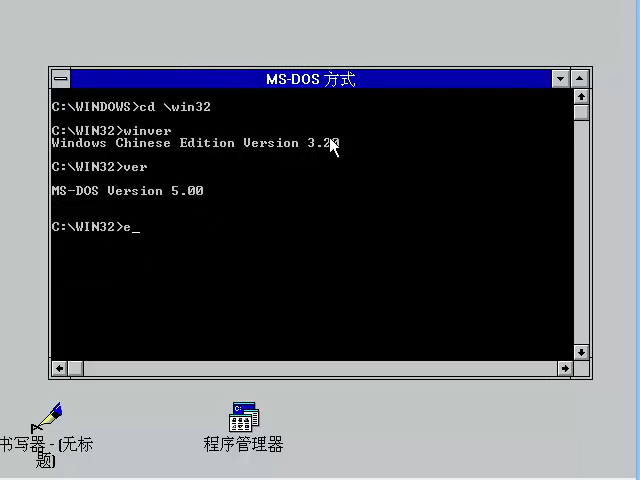 MS-DOS 方式
C:\WINDOWS>cd \win32
C:\WIN32>winver
Windows Chinese Edition Version 3.20
C:\WIN32>ver
MS-DOS Version 5.00
C:\WIN32>e_
书写器 - (无标
题)
程序管理器